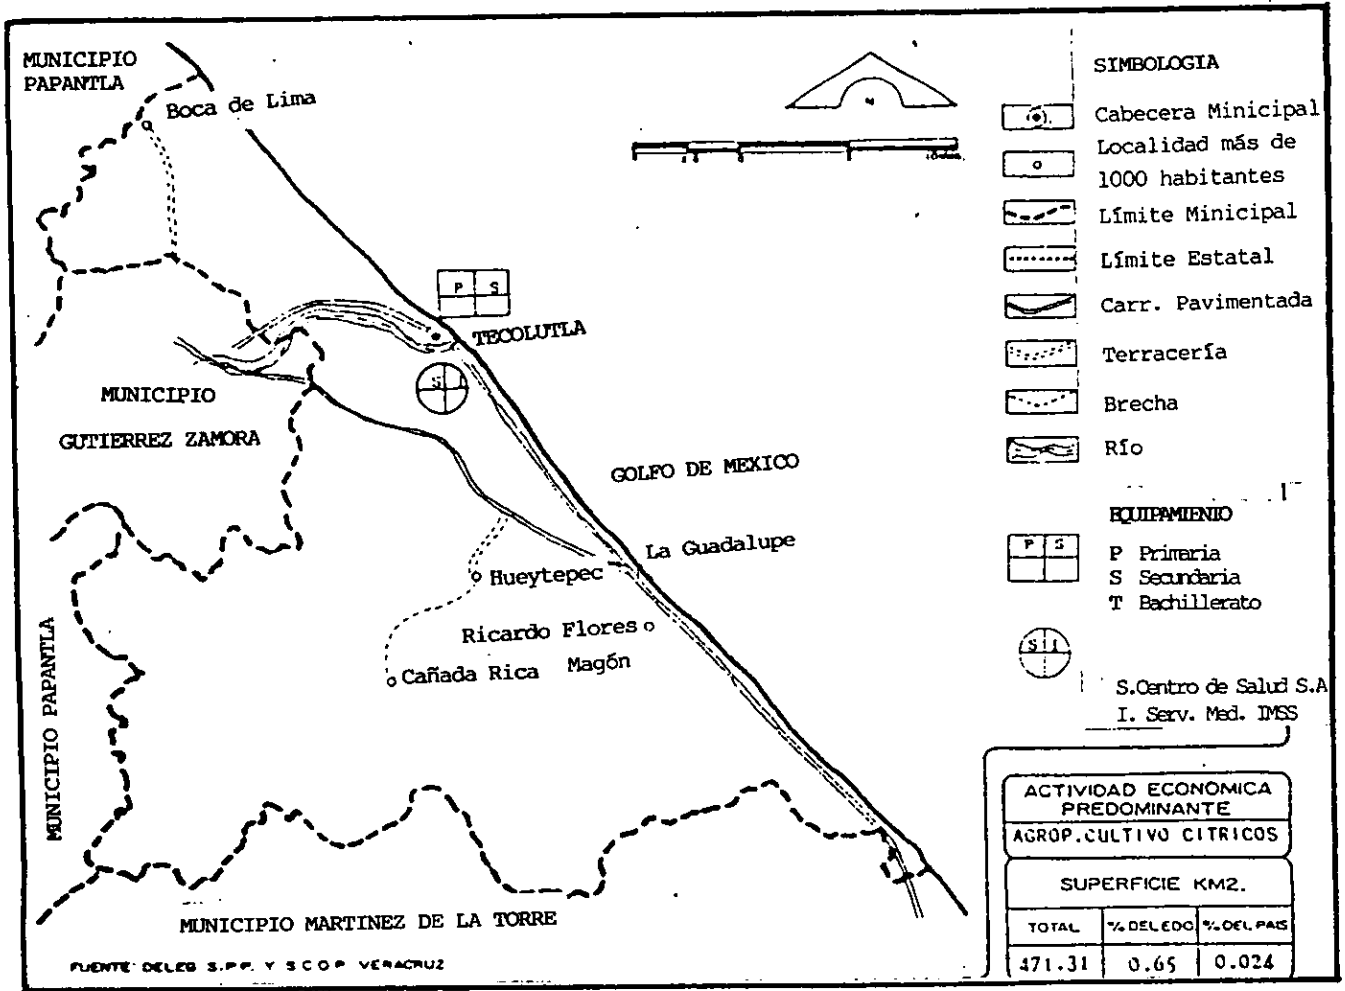 MUNICIPIO
PAPANTLA
Boca de Lima
N
P S
TECOLUTLA
S I
MUNICIPIO
GUTIERREZ ZAMORA
GOLFO DE MEXICO
La Guadalupe
Hueytepec
Ricardo Flores
Magón
Cañada Rica
MUNICIPIO PAPANTLA
MUNICIPIO MARTINEZ DE LA TORRE
FUENTE DELEG S.P.P. Y S C O P VERACRUZ
SIMBOLOGIA
Cabecera Minicipal
Localidad más de
1000 habitantes
Límite Minicipal
Límite Estatal
Carr. Pavimentada
Terracería
Brecha
Río
EQUIPAMIENTO
P S
P Primaria
S Secundaria
T Bachillerato
S I
S.Centro de Salud S.A
I. Serv. Med. IMSS
ACTIVIDAD ECONOMICA
PREDOMINANTE
AGROP.CULTIVO CITRICOS
SUPERFICIE KM2.
TOTAL % DEL EDO % DEL PAIS
471.31 0.65 0.024